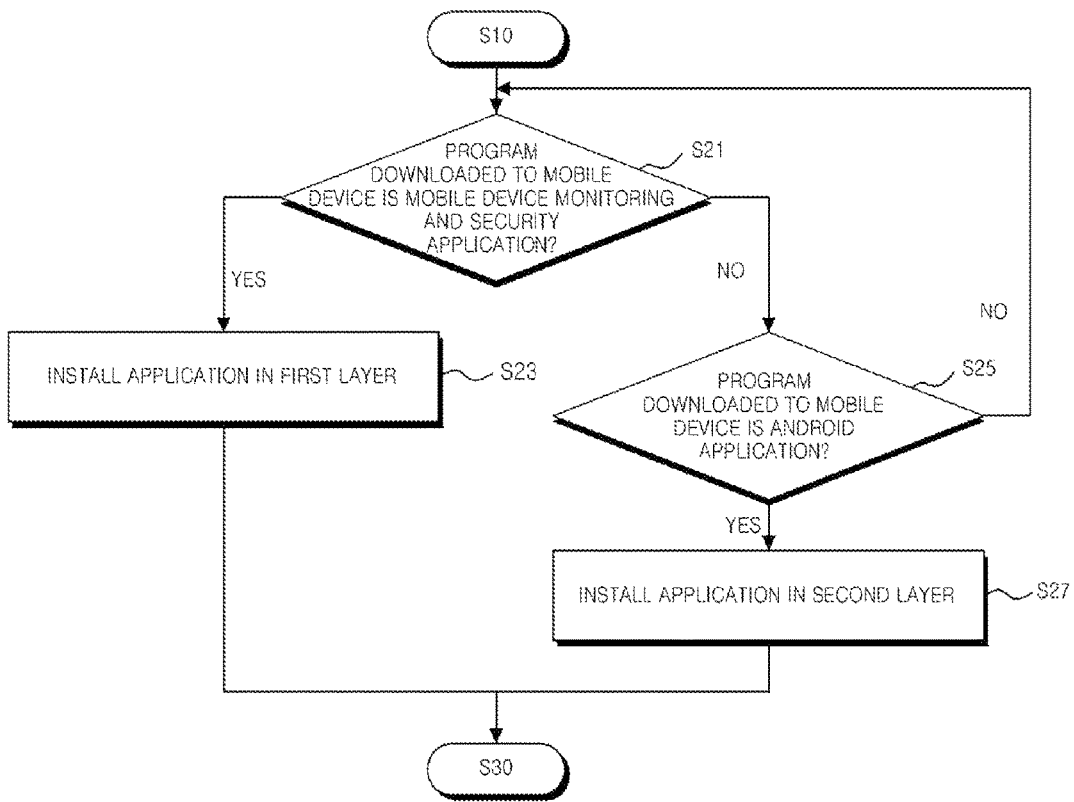 S10
PROGRAM
DOWNLOADED TO MOBILE
DEVICE IS MOBILE DEVICE MONITORING
AND SECURITY
APPLICATION?
S21
YES
NO
NO
INSTALL APPLICATION IN FIRST LAYER
S23
PROGRAM
DOWNLOADED TO MOBILE
DEVICE IS ANDROID
APPLICATION?
S25
YES
INSTALL APPLICATION IN SECOND LAYER
S27
S30